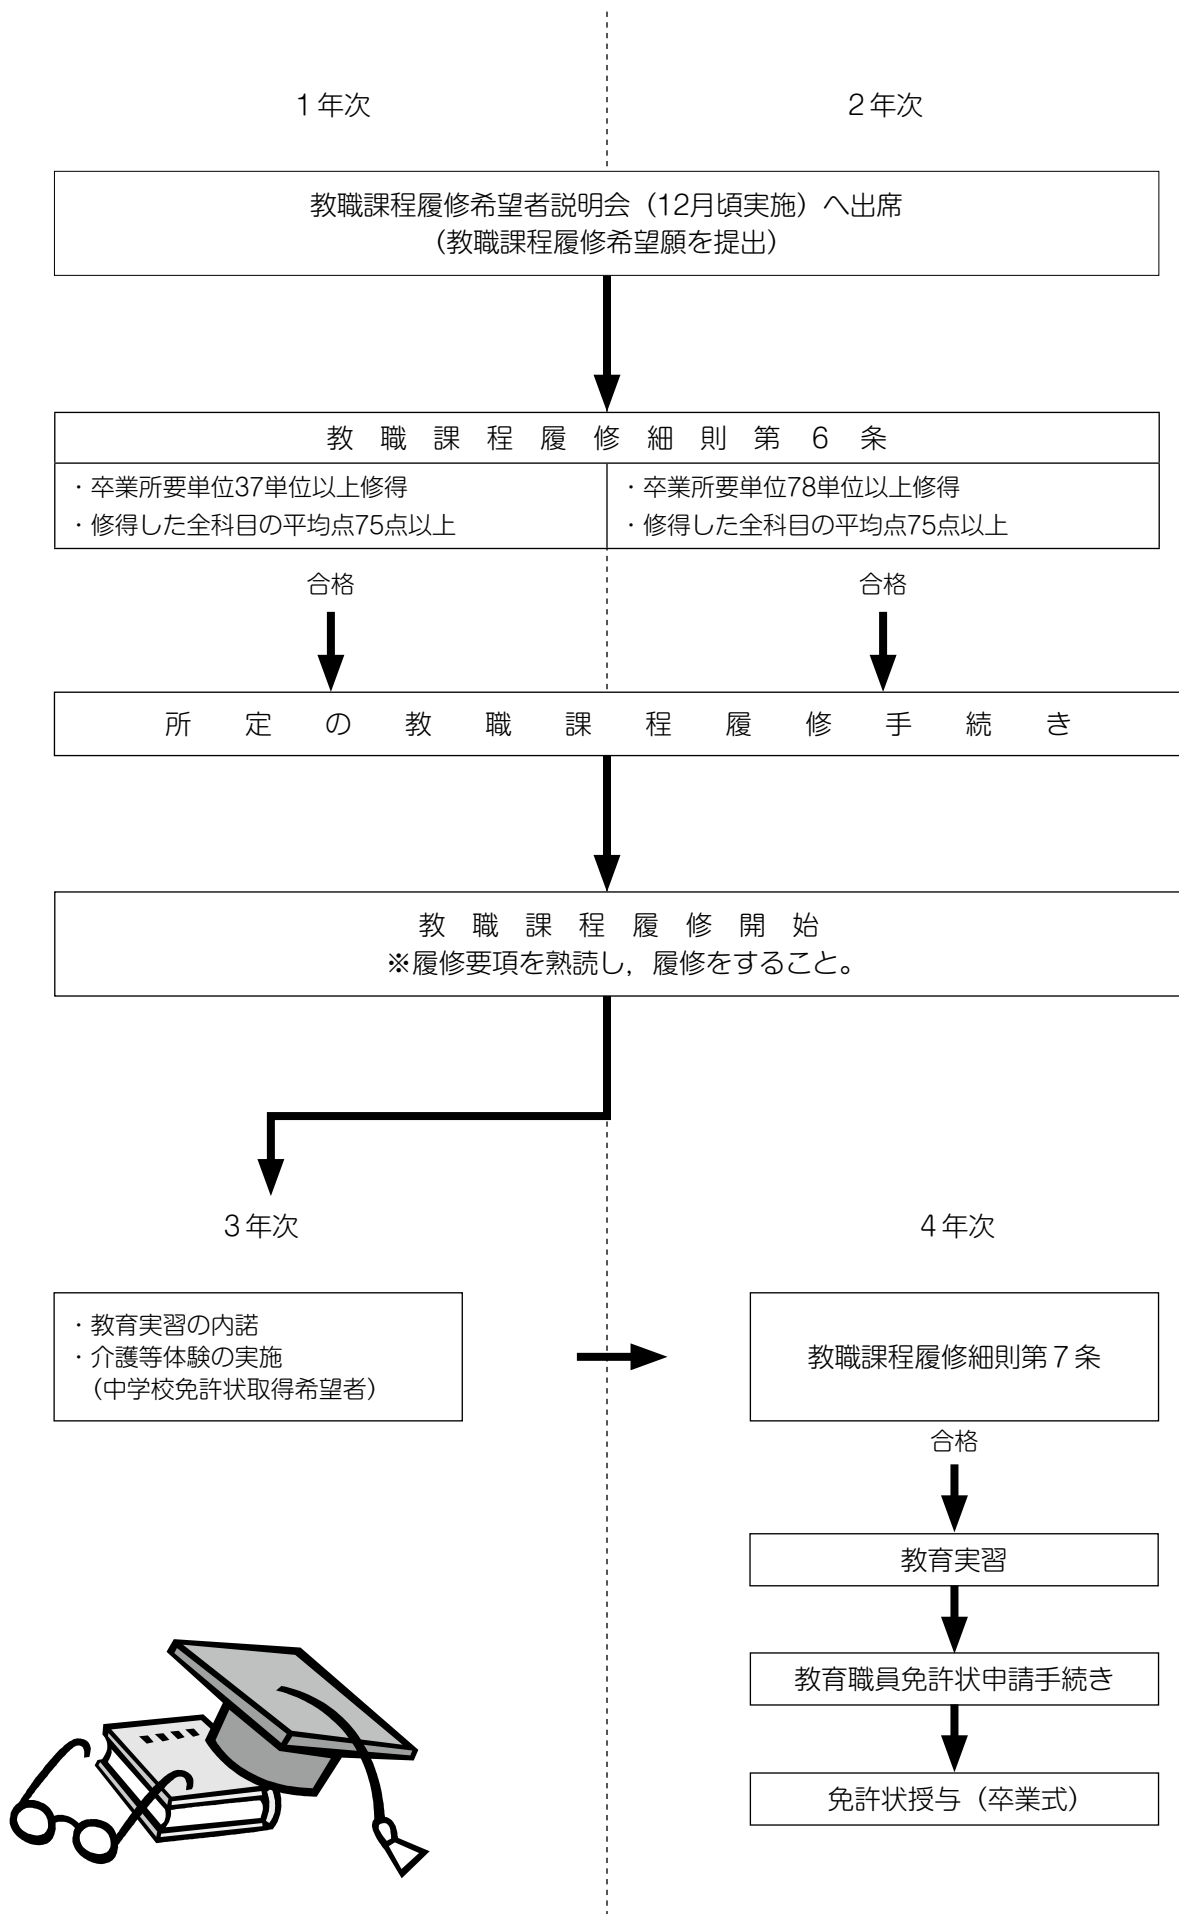 1年次
2年次
教職課程履修希望者説明会（12月頃実施）へ出席
（教職課程履修希望願を提出）
教職課程履修細則第6条
・卒業所要単位37単位以上修得
・修得した全科目の平均点75点以上
・卒業所要単位78単位以上修得
・修得した全科目の平均点75点以上
合格
合格
所定の教職課程履修手続き
教職課程履修開始
※履修要項を熟読し，履修をすること。
3年次
4年次
・教育実習の内諾
・介護等体験の実施
（中学校免許状取得希望者）
教職課程履修細則第7条
合格
教育実習
教育職員免許状申請手続き
免許状授与（卒業式）